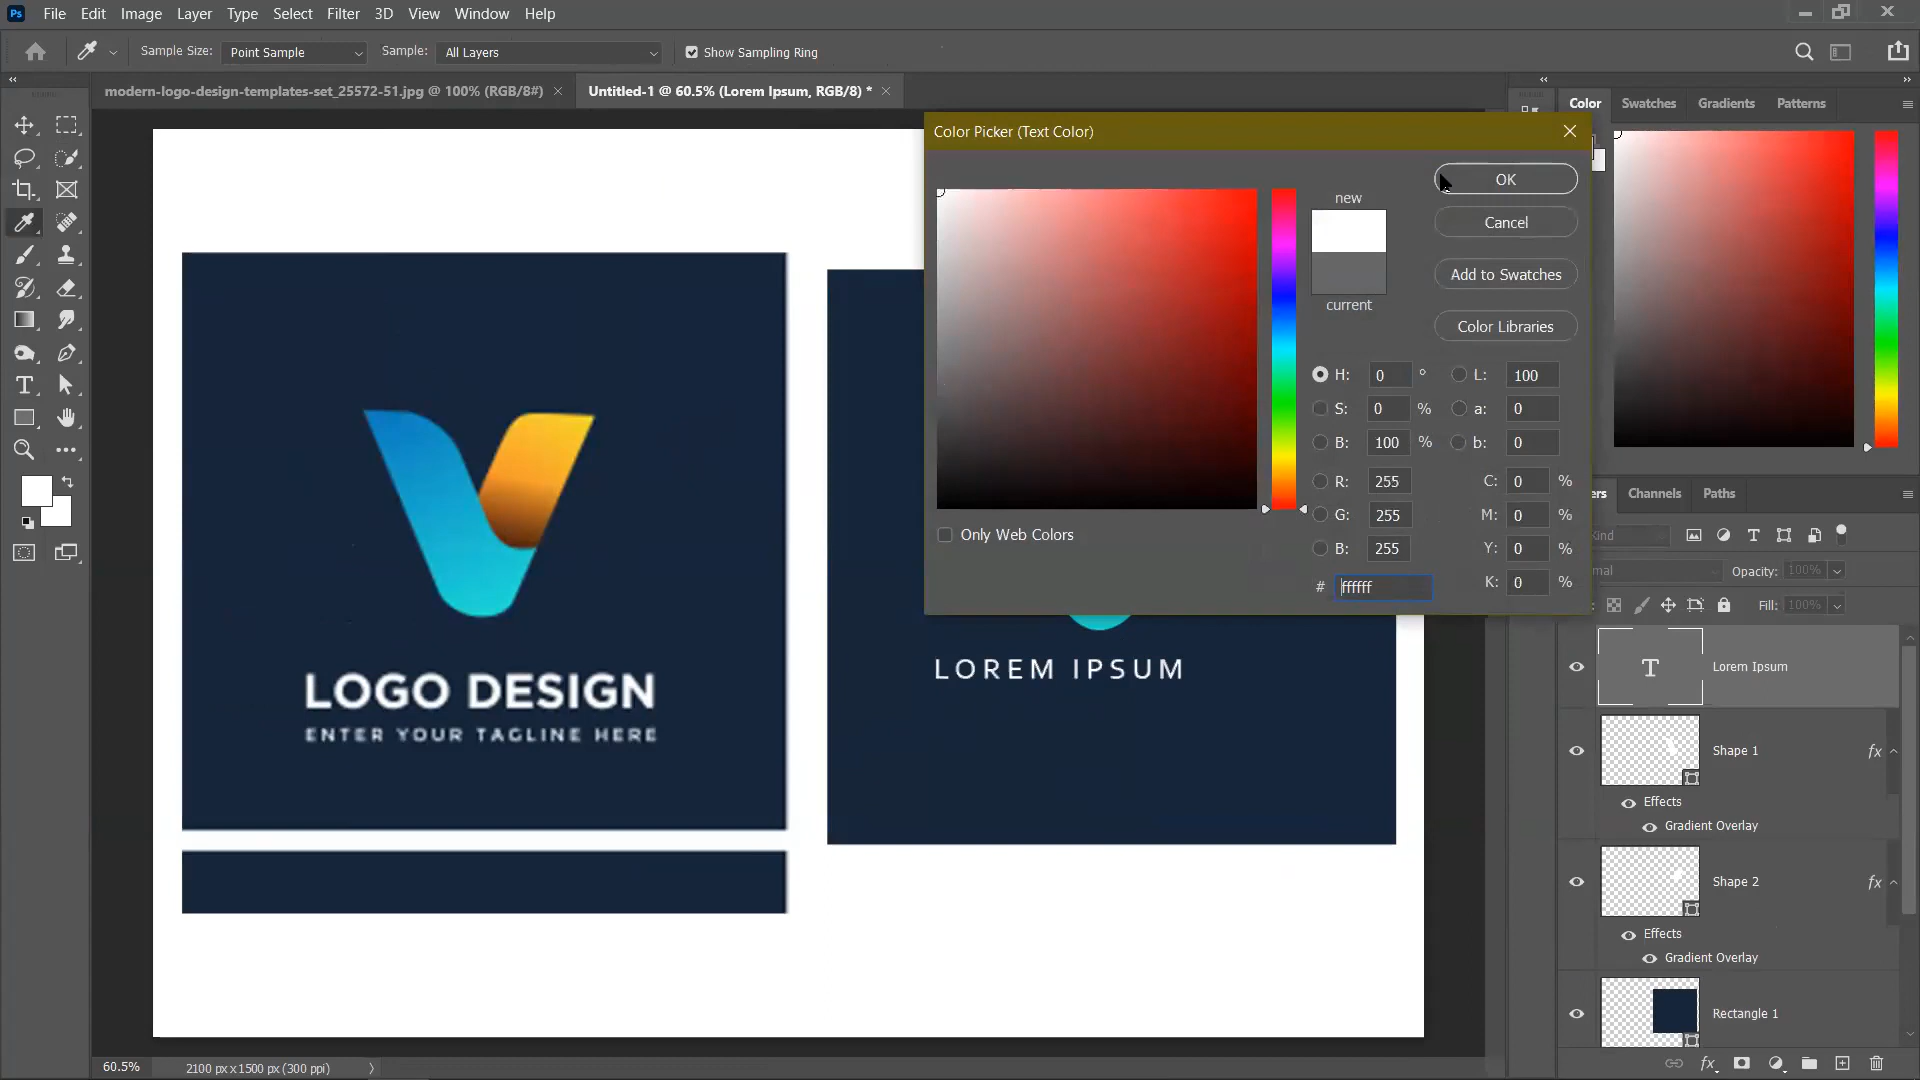 Ps File Edit Image Layer Type Select Filter 3D View Window Help
Sample Size: Point Sample Sample: All Layers Show Sampling Ring
modern-logo-design-templates-set_25572-51.jpg @ 100% (RGB/8#)
Untitled-1 @ 60.5% (Lorem Ipsum, RGB/8) *
Color Swatches Gradients Patterns
Color Picker (Text Color)
new
current
OK
Cancel
Add to Swatches
Color Libraries
H: 0 ° L: 100
S: 0 % a: 0
B: 100 % b: 0
R: 255 C: 0 %
G: 255 M: 0 %
B: 255 Y: 0 %
# ffffff K: 0 %
Only Web Colors
LOGO DESIGN
ENTER YOUR TAGLINE HERE
LOREM IPSUM
Channels Paths
Opacity: 100%
Fill: 100%
T Lorem Ipsum
Shape 1 fx
Effects
Gradient Overlay
Shape 2 fx
Effects
Gradient Overlay
Rectangle 1
fx
60.5% 2100 px x 1500 px (300 ppi)